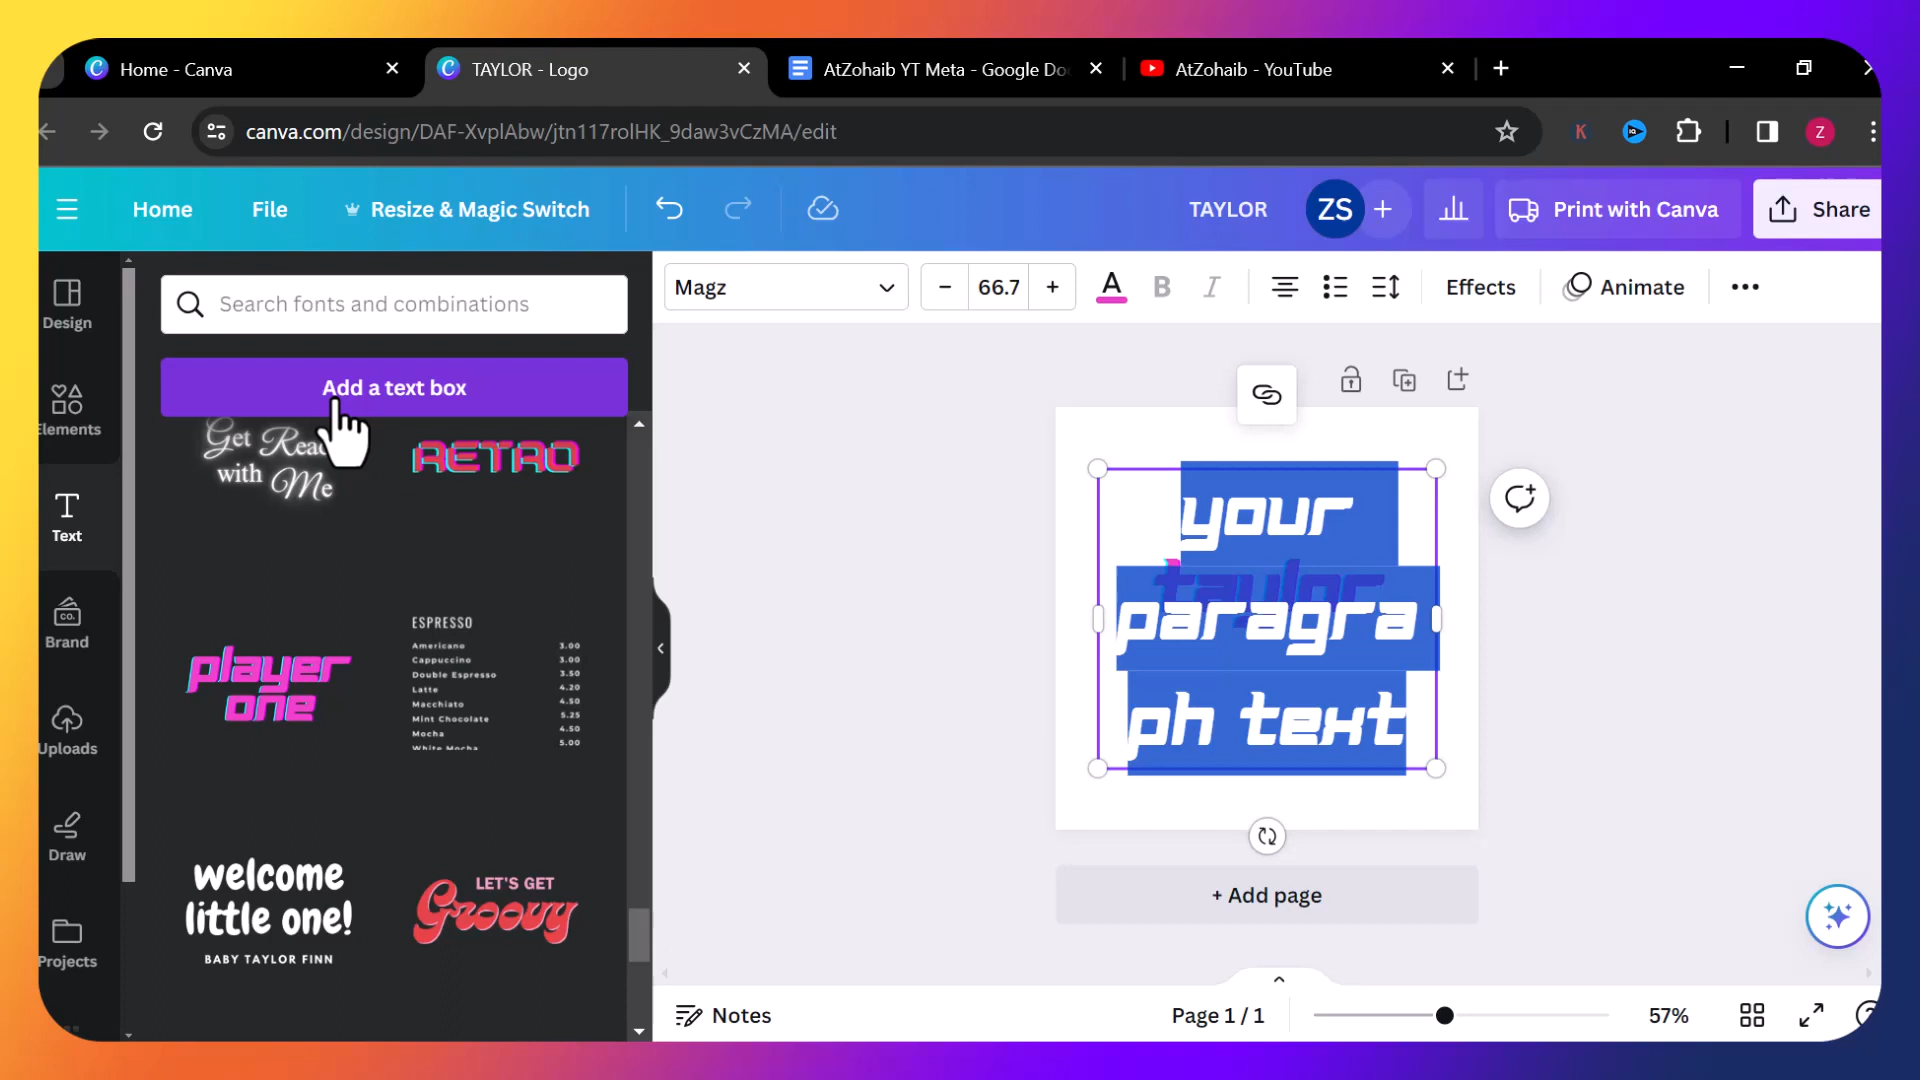 Home - Canva
TAYLOR - Logo
AtZohaib YT Meta - Google Do
AtZohaib - YouTube
canva.com/design/DAF-XvplAbw/jtn117rolHK_9daw3vCzMA/edit
K
Z
Home
File
Resize & Magic Switch
TAYLOR
ZS
Print with Canva
Share
Search fonts and combinations
Magz
66.7
A
B
I
Effects
Animate
Design
Elements
Text
Brand
Uploads
Draw
Projects
Add a text box
Get Rea
with Me
RETRO
player
one
ESPRESSO
Americano 3.00
Cappuccino 3.00
Double Espresso 3.50
Latte 4.20
Macchiato 4.50
Mint Chocolate 5.25
Mocha 4.50
White Mocha 5.00
welcome
little one!
BABY TAYLOR FINN
LET'S GET
Groovy
your
taylor
paragra
ph text
+ Add page
Notes
Page 1 / 1
57%